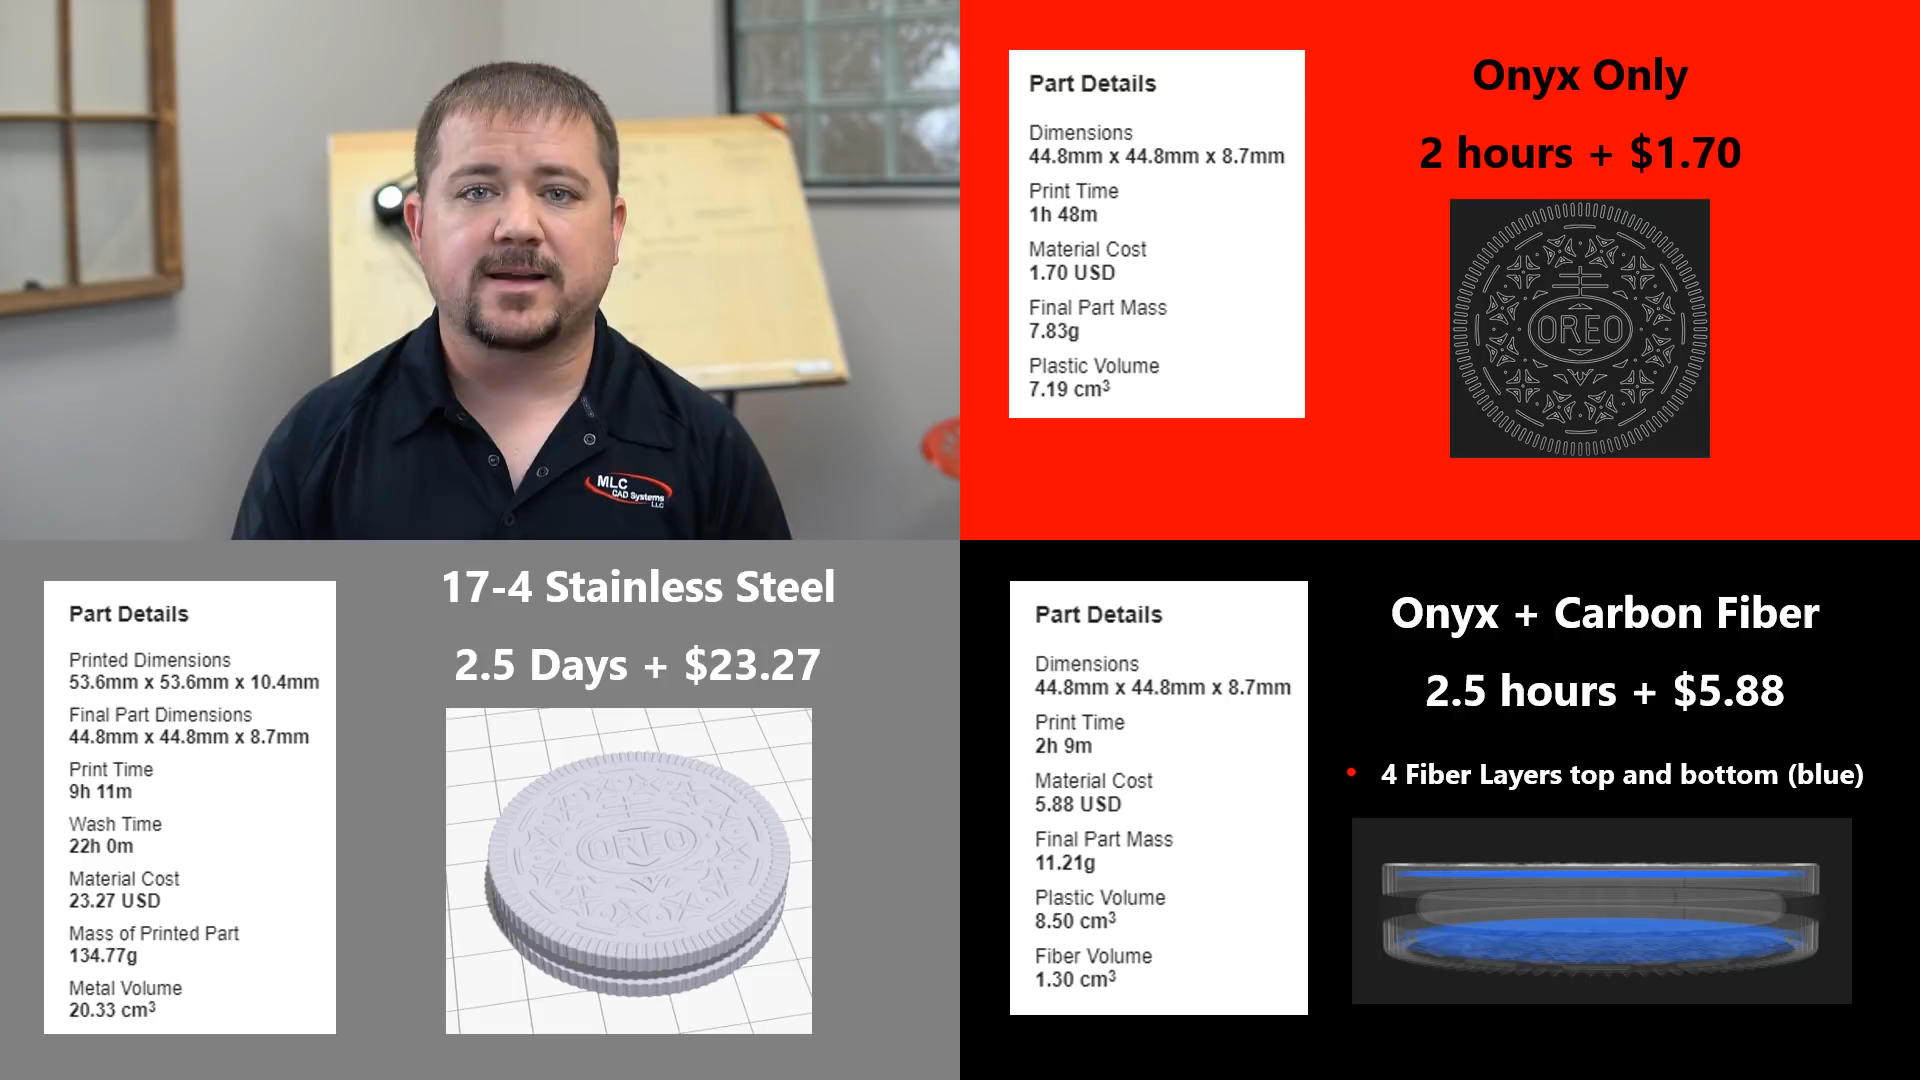 MLC
CAD Systems
LLC
Part Details
Dimensions
44.8mm x 44.8mm x 8.7mm
Print Time
1h 48m
Material Cost
1.70 USD
Final Part Mass
7.83g
Plastic Volume
7.19 cm³
Onyx Only
2 hours + $1.70
OREO
Part Details
Printed Dimensions
53.6mm x 53.6mm x 10.4mm
Final Part Dimensions
44.8mm x 44.8mm x 8.7mm
Print Time
9h 11m
Wash Time
22h 0m
Material Cost
23.27 USD
Mass of Printed Part
134.77g
Metal Volume
20.33 cm³
17-4 Stainless Steel
2.5 Days + $23.27
OREO
Part Details
Dimensions
44.8mm x 44.8mm x 8.7mm
Print Time
2h 9m
Material Cost
5.88 USD
Final Part Mass
11.21g
Plastic Volume
8.50 cm³
Fiber Volume
1.30 cm³
Onyx + Carbon Fiber
2.5 hours + $5.88
• 4 Fiber Layers top and bottom (blue)